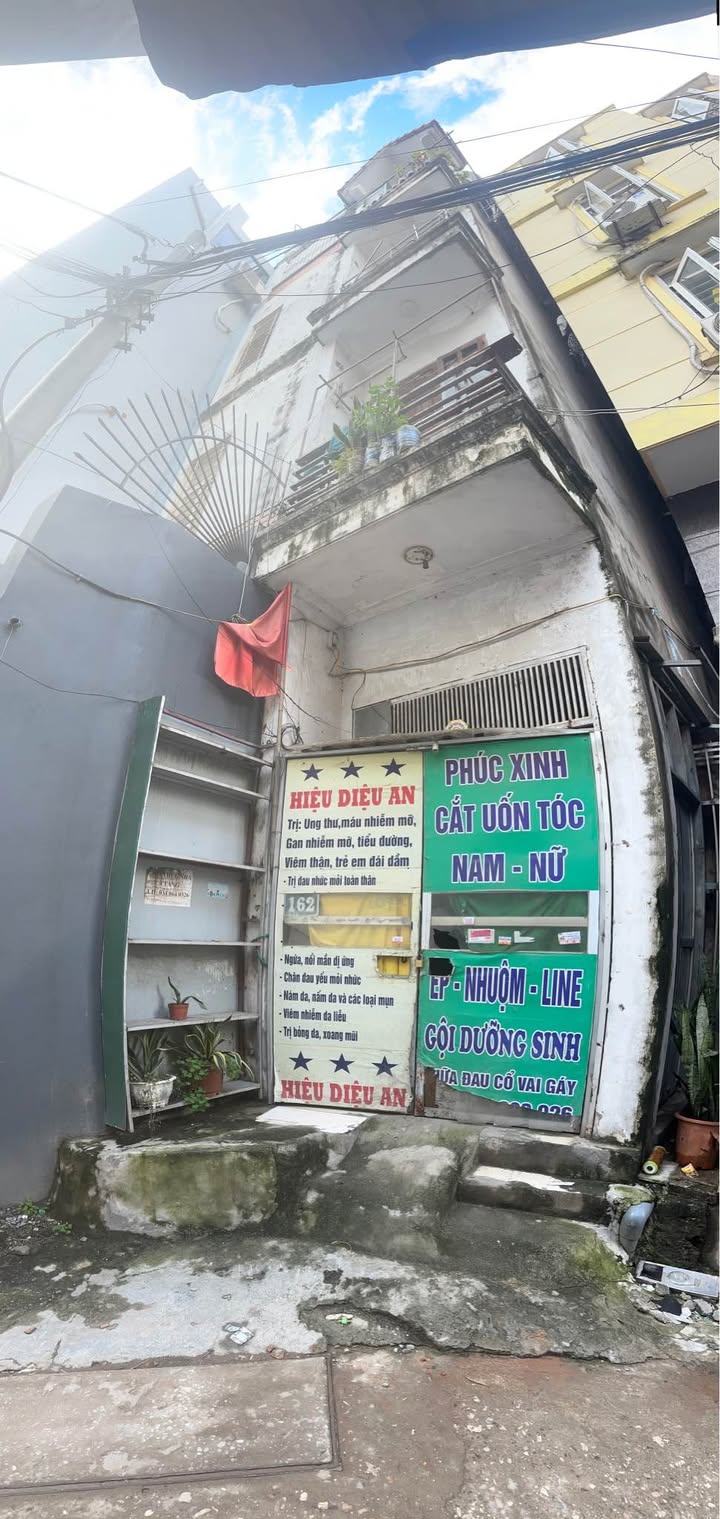 HIỆU DIỆU AN
Trị: Ung thư, máu nhiễm mỡ,
Gan nhiễm mỡ, tiểu đường,
Viêm thận, trẻ em đái dầm
- Trị đau nhức mỏi toàn thân
162
- Ngứa, nổi mẩn dị ứng
- Chân đau yếu mỏi nhức
- Nám da, nấm da và các loại mụn
- Viêm nhiễm da liễu
- Trị bỏng da, xoang mũi
HIỆU DIỆU AN
PHÚC XINH
CẮT UỐN TÓC
NAM - NỮ
ÉP - NHUỘM - LINE
GỘI DƯỠNG SINH
ĐAU CỔ VAI GÁY